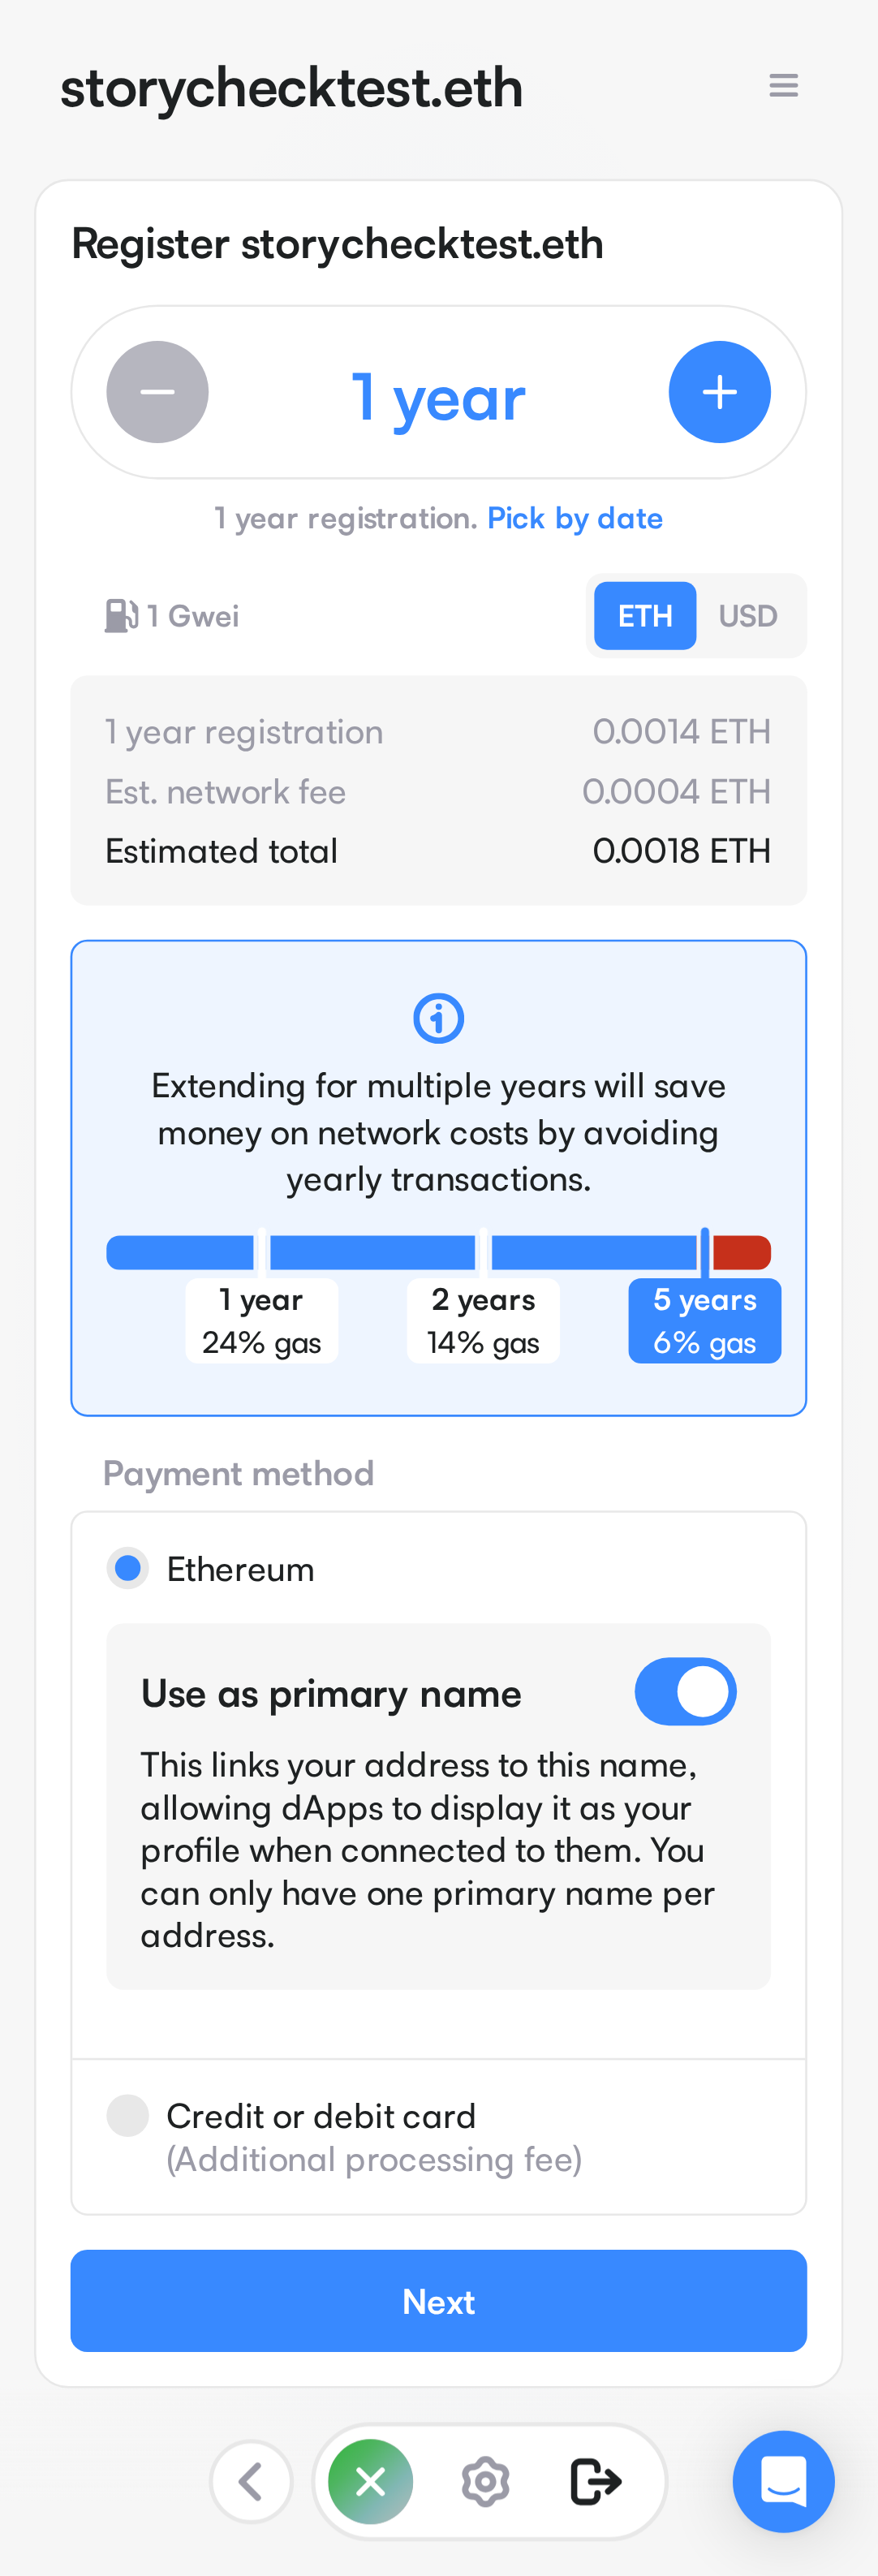 storychecktest.eth
Register storychecktest.eth
1 year
1 year registration. Pick by date
1 Gwei
ETH USD
1 year registration 0.0014 ETH
Est. network fee 0.0004 ETH
Estimated total 0.0018 ETH
Extending for multiple years will save
money on network costs by avoiding
yearly transactions.
1 year 2 years 5 years
24% gas 14% gas 6% gas
Payment method
Ethereum
Use as primary name
This links your address to this name,
allowing dApps to display it as your
profile when connected to them. You
can only have one primary name per
address.
Credit or debit card
(Additional processing fee)
Next